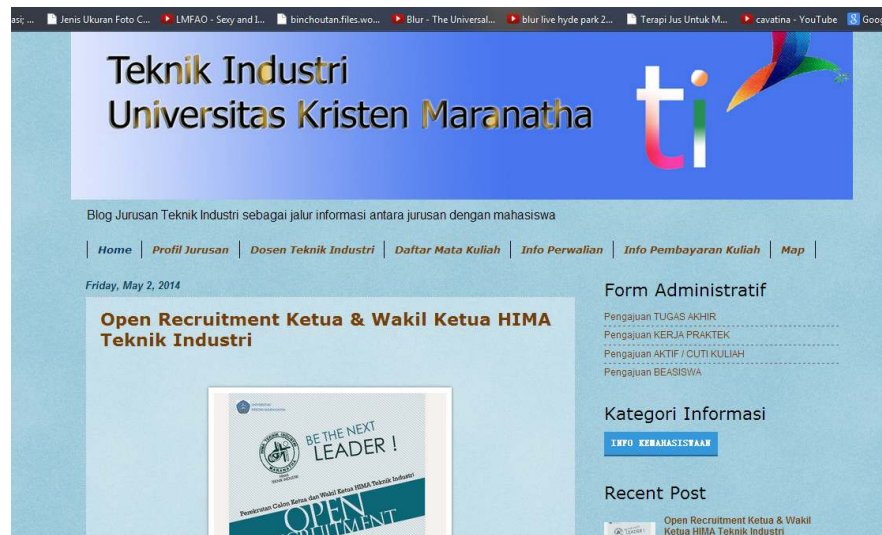 asi; ...
Jenis Ukuran Foto C...
LMFAO - Sexy and I...
binchoutan.files.wo...
Blur - The Universal...
blur live hyde park 2...
Terapi Jus Untuk M...
cavatina - YouTube
Goog
Teknik Industri
Universitas Kristen Maranatha
ti
Blog Jurusan Teknik Industri sebagai jalur informasi antara jurusan dengan mahasiswa
Home
Profil Jurusan
Dosen Teknik Industri
Daftar Mata Kuliah
Info Perwalian
Info Pembayaran Kuliah
Map
Friday, May 2, 2014
Open Recruitment Ketua & Wakil Ketua HIMA
Teknik Industri
BE THE NEXT
LEADER !
Perekrutan Calon Ketua dan Wakil Ketua HIMA Teknik Industri
OPEN
RECRUITMENT
Form Administratif
Pengajuan TUGAS AKHIR
Pengajuan KERJA PRAKTEK
Pengajuan AKTIF / CUTI KULIAH
Pengajuan BEASISWA
Kategori Informasi
INFO KEMAHASISWAAN
Recent Post
Open Recruitment Ketua & Wakil
Ketua HIMA Teknik Industri